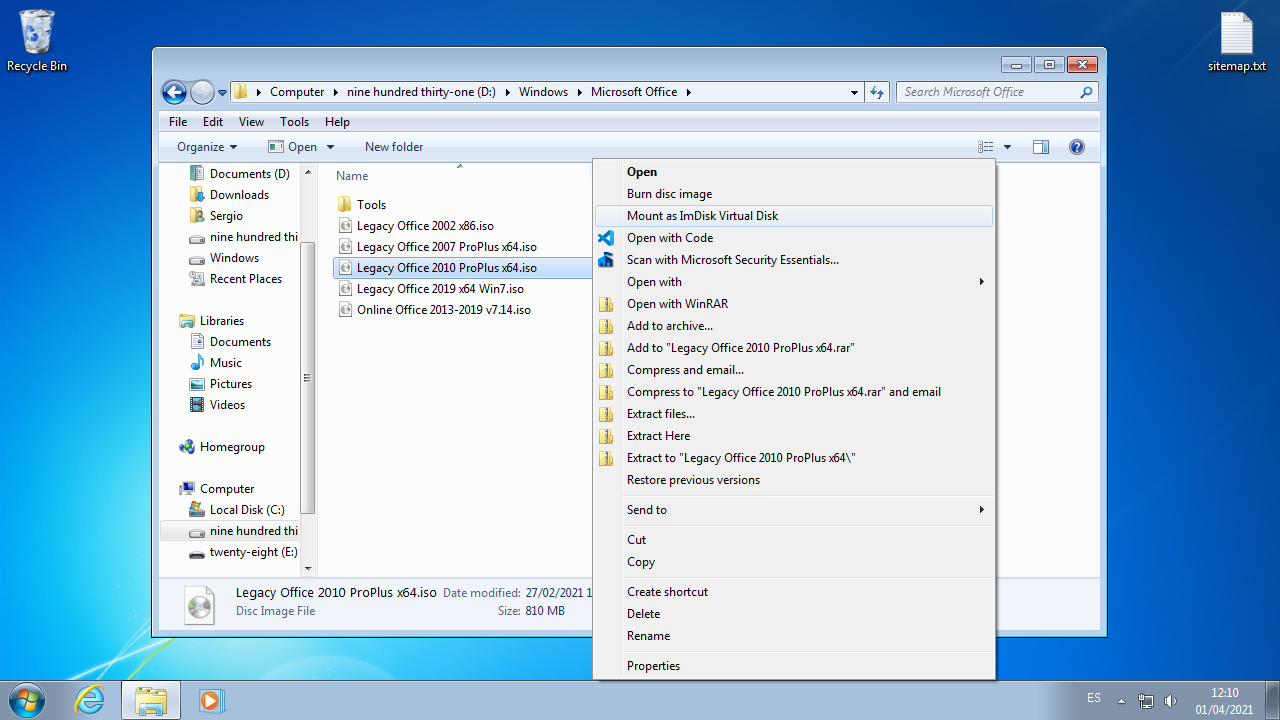 Recycle Bin
sitemap.txt
Computer
nine hundred thirty-one (D:)
Windows
Microsoft Office
Search Microsoft Office
File Edit View Tools Help
Organize
Open
New folder
Documents (D)
Downloads
Sergio
nine hundred thi
Windows
Recent Places
Libraries
Documents
Music
Pictures
Videos
Homegroup
Computer
Local Disk (C:)
nine hundred thi
twenty-eight (E:)
Name
Tools
Legacy Office 2002 x86.iso
Legacy Office 2007 ProPlus x64.iso
Legacy Office 2010 ProPlus x64.iso
Legacy Office 2019 x64 Win7.iso
Online Office 2013-2019 v7.14.iso
Open
Burn disc image
Mount as ImDisk Virtual Disk
Open with Code
Scan with Microsoft Security Essentials...
Open with
Open with WinRAR
Add to archive...
Add to "Legacy Office 2010 ProPlus x64.rar"
Compress and email...
Compress to "Legacy Office 2010 ProPlus x64.rar" and email
Extract files...
Extract Here
Extract to "Legacy Office 2010 ProPlus x64\"
Restore previous versions
Send to
Cut
Copy
Create shortcut
Delete
Rename
Properties
Legacy Office 2010 ProPlus x64.iso Date modified: 27/02/2021 1
Disc Image File Size: 810 MB
ES
12:10
01/04/2021